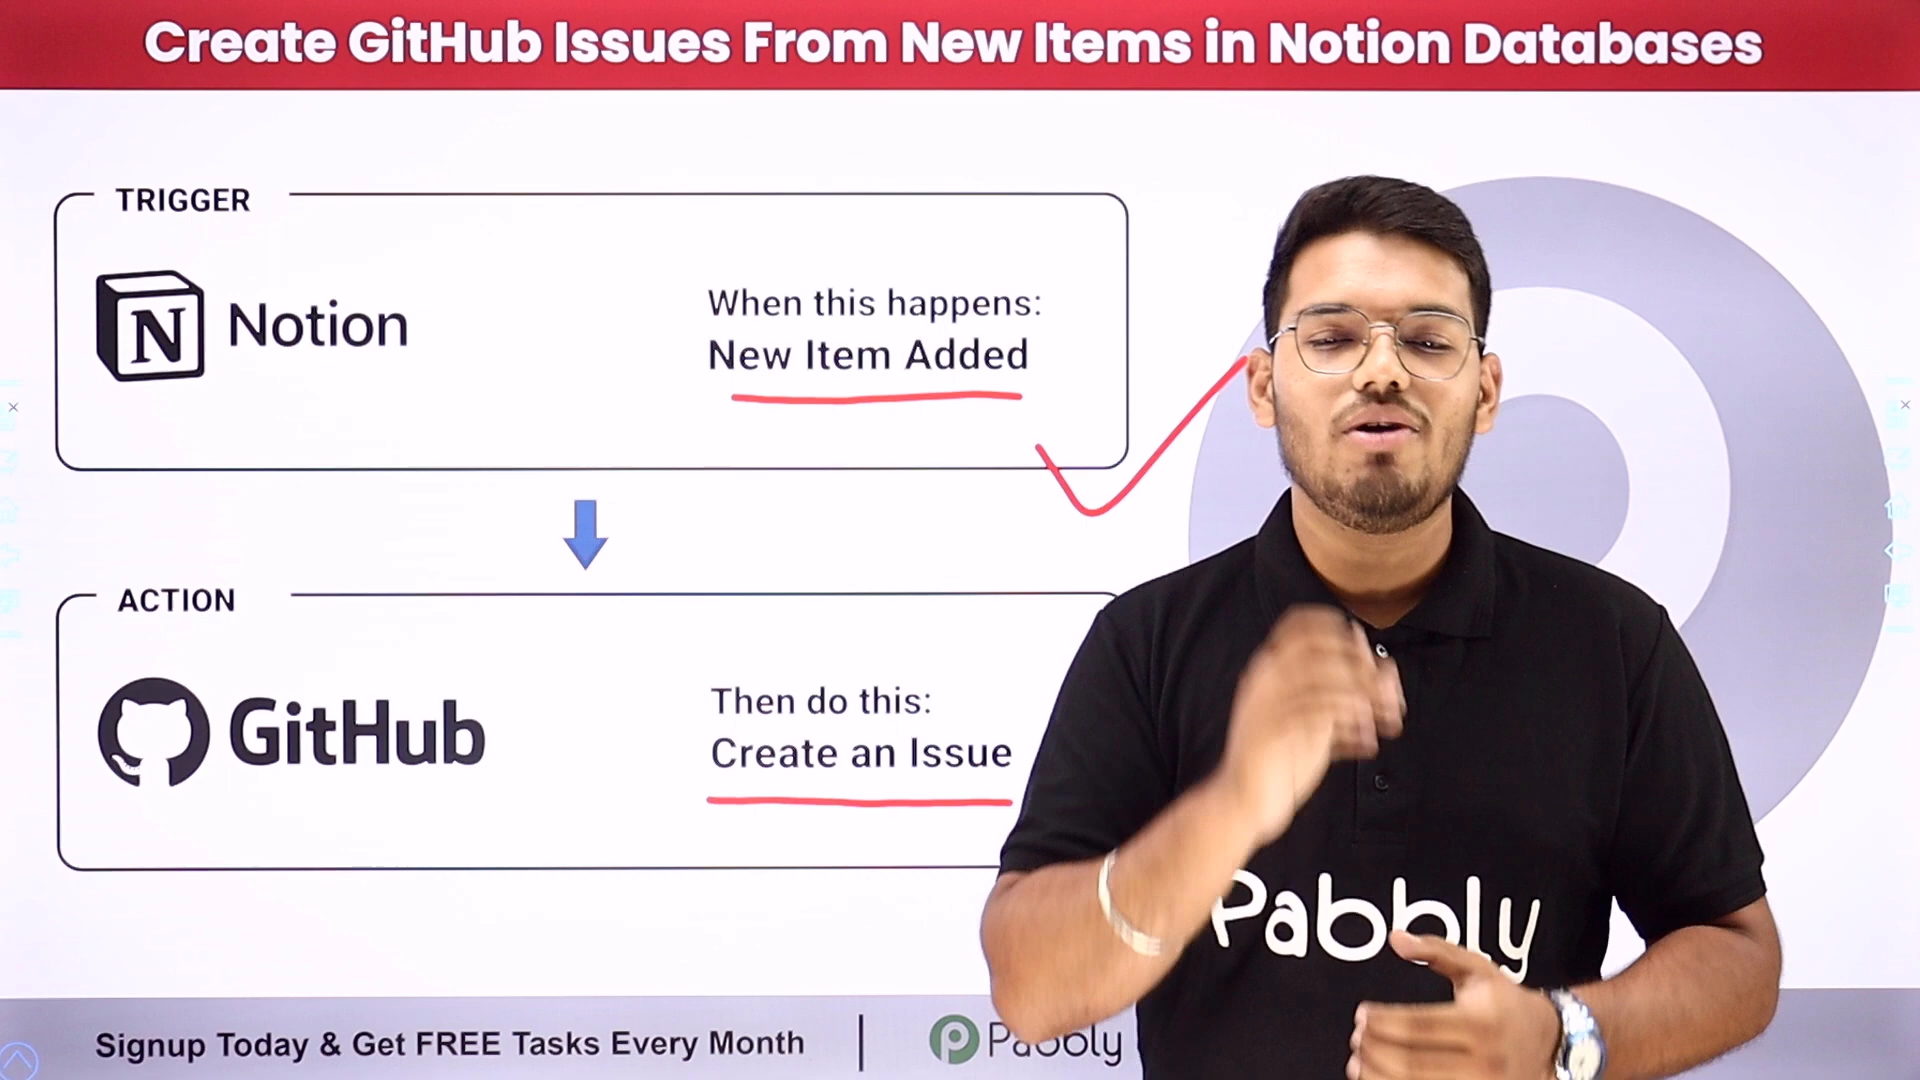 Create GitHub Issues From New Items in Notion Databases
TRIGGER
N Notion
When this happens:
New Item Added
ACTION
GitHub
Then do this:
Create an Issue
Pabbly
Signup Today & Get FREE Tasks Every Month
Pabbly